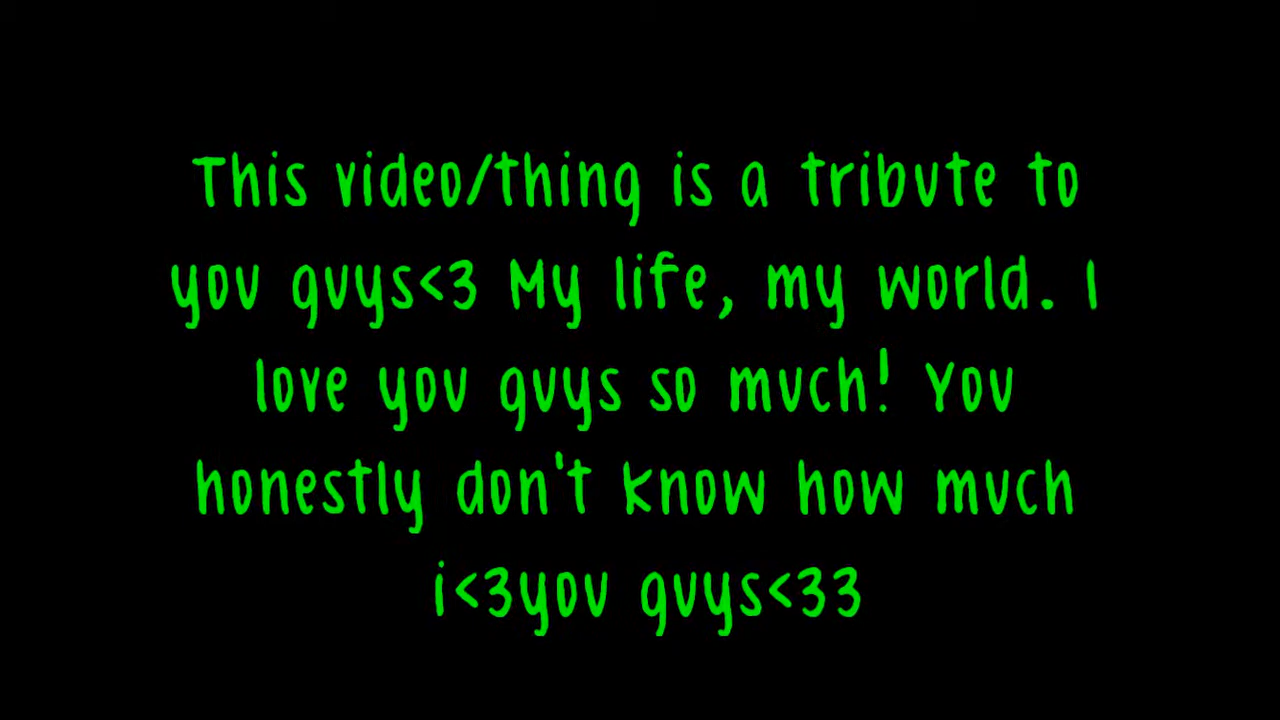 This video/thing is a tribute to
you guys<3 My life, my world. I
love you guys so much! You
honestly don't know how much
i<3you guys<33